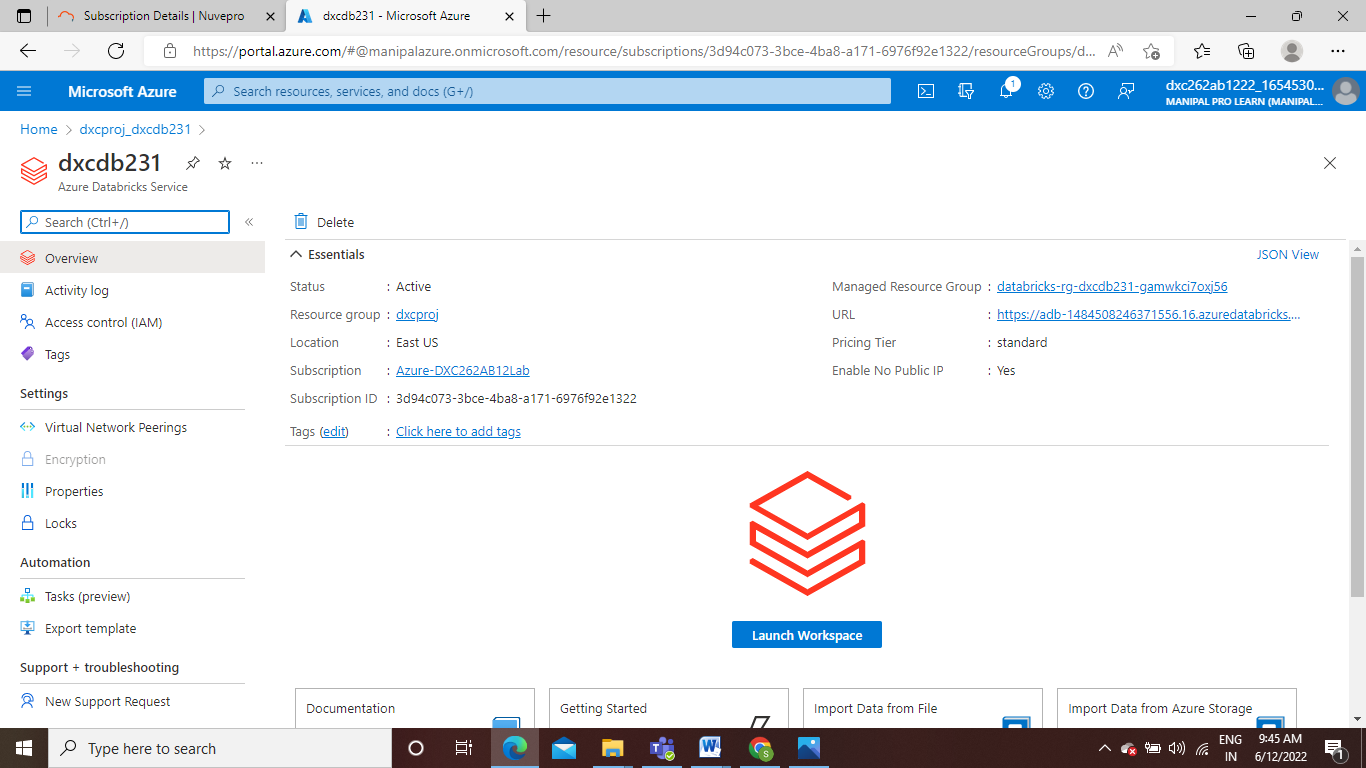 Subscription Details | Nuvepro
dxcdb231 - Microsoft Azure
https://portal.azure.com/#@manipalazure.onmicrosoft.com/resource/subscriptions/3d94c073-3bce-4ba8-a171-6976f92e1322/resourceGroups/d...
Microsoft Azure
Search resources, services, and docs (G+/)
1
dxc262ab1222_1654530...
MANIPAL PRO LEARN (MANIPAL...
Home > dxcproj_dxcdb231 >
dxcdb231
Azure Databricks Service
Search (Ctrl+/)
«
Overview
Activity log
Access control (IAM)
Tags
Settings
Virtual Network Peerings
Encryption
Properties
Locks
Automation
Tasks (preview)
Export template
Support + troubleshooting
New Support Request
Delete
Essentials
JSON View
Status : Active
Resource group : dxcproj
Location : East US
Subscription : Azure-DXC262AB12Lab
Subscription ID : 3d94c073-3bce-4ba8-a171-6976f92e1322
Tags (edit) : Click here to add tags
Managed Resource Group : databricks-rg-dxcdb231-gamwkci7oxj56
URL : https://adb-1484508246371556.16.azuredatabricks....
Pricing Tier : standard
Enable No Public IP : Yes
Launch Workspace
Documentation
Getting Started
Import Data from File
Import Data from Azure Storage
Type here to search
ENG
IN
9:45 AM
6/12/2022
1